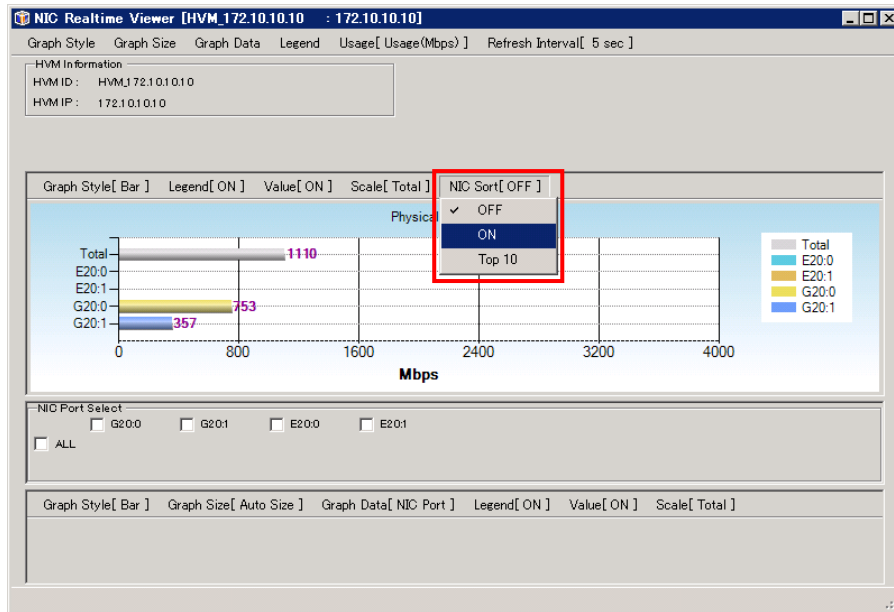 NIC Realtime Viewer [HVM_172.10.10.10 : 172.10.10.10]
Graph Style Graph Size Graph Data Legend Usage[ Usage(Mbps) ] Refresh Interval[ 5 sec ]
HVM Information
HVM ID : HVM_172.10.10.10
HVM IP : 172.10.10.10
Graph Style[ Bar ] Legend[ ON ] Value[ ON ] Scale[ Total ] NIC Sort[ OFF ]
OFF
ON
Top 10
Physical
Total 1110
E20:0
E20:1
G20:0 753
G20:1 357
0 800 1600 2400 3200 4000
Mbps
Total
E20:0
E20:1
G20:0
G20:1
NIC Port Select
G20:0 G20:1 E20:0 E20:1
ALL
Graph Style[ Bar ] Graph Size[ Auto Size ] Graph Data[ NIC Port ] Legend[ ON ] Value[ ON ] Scale[ Total ]